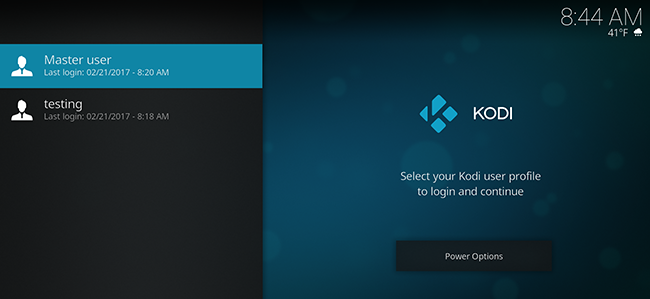 8:44 AM
41°F
Master user
Last login: 02/21/2017 - 8:20 AM
testing
Last login: 02/21/2017 - 8:18 AM
KODI
Select your Kodi user profile
to login and continue
Power Options